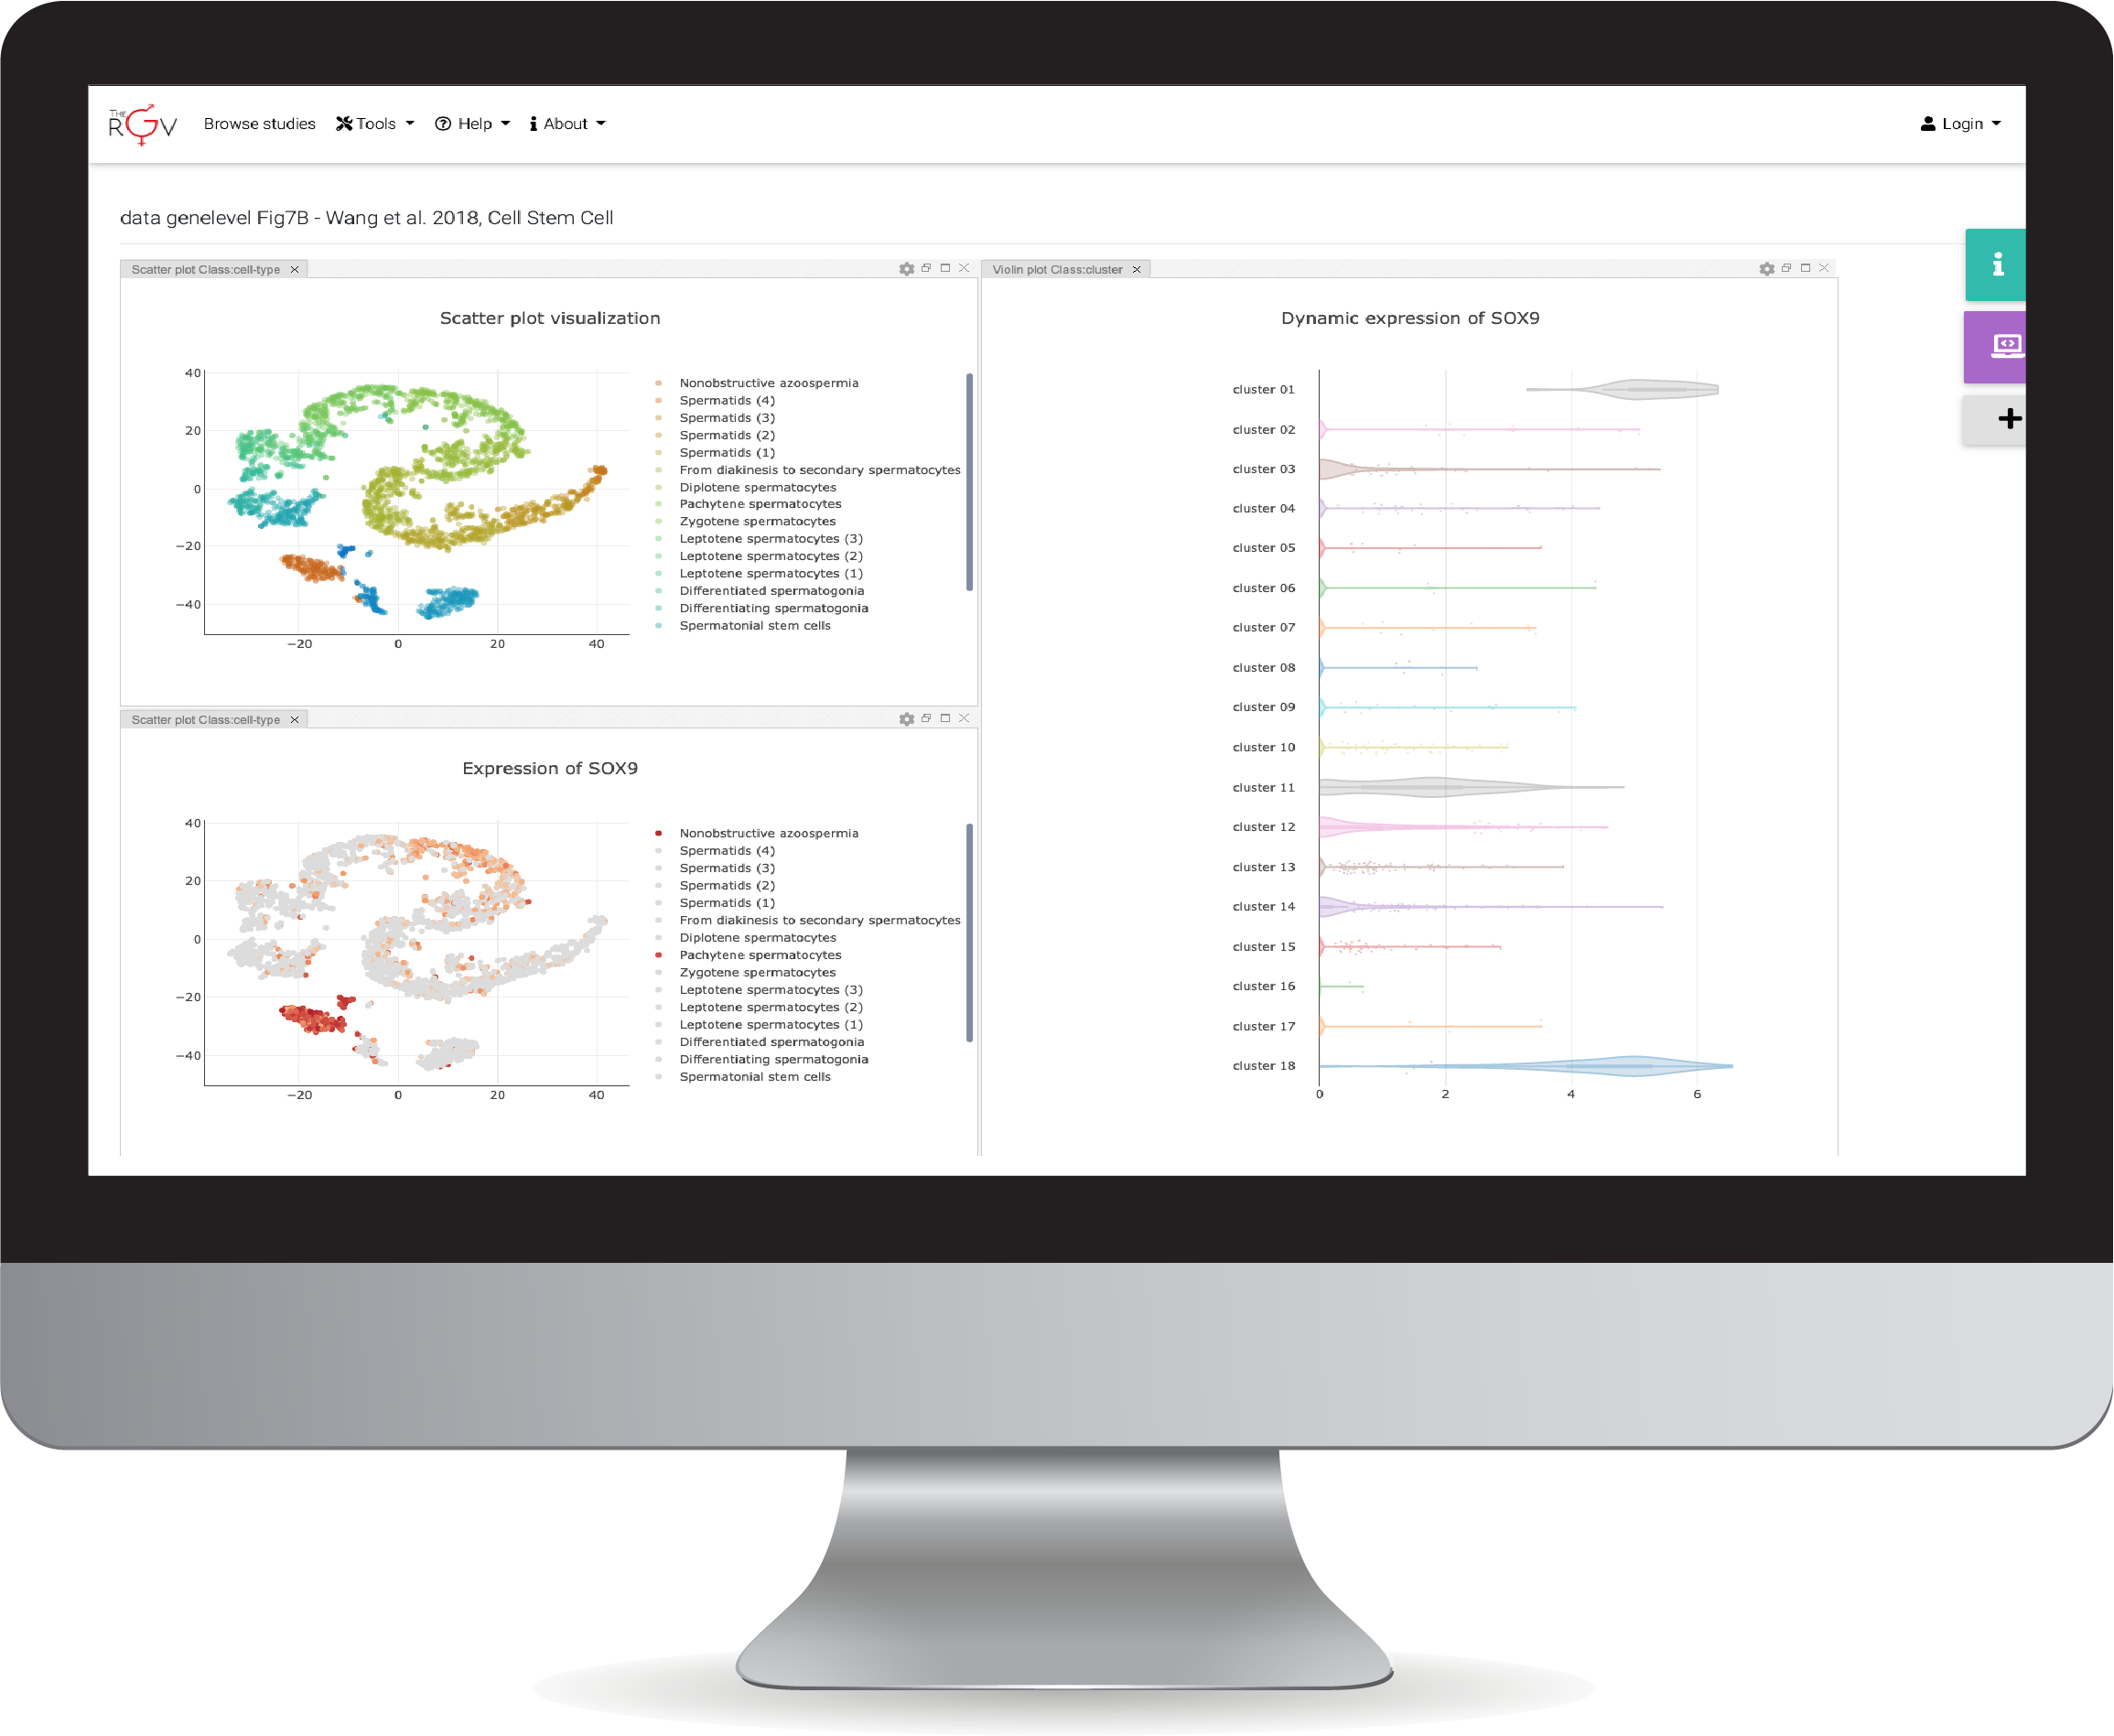 THE
RGV
Browse studies Tools Help About Login
data genelevel Fig7B - Wang et al. 2018, Cell Stem Cell
Scatter plot Class:cell-type
Scatter plot visualization
40
20
0
−20
−40
−20 0 20 40
Nonobstructive azoospermia
Spermatids (4)
Spermatids (3)
Spermatids (2)
Spermatids (1)
From diakinesis to secondary spermatocytes
Diplotene spermatocytes
Pachytene spermatocytes
Zygotene spermatocytes
Leptotene spermatocytes (3)
Leptotene spermatocytes (2)
Leptotene spermatocytes (1)
Differentiated spermatogonia
Differentiating spermatogonia
Spermatonial stem cells
Scatter plot Class:cell-type
Expression of SOX9
40
20
0
−20
−40
−20 0 20 40
Nonobstructive azoospermia
Spermatids (4)
Spermatids (3)
Spermatids (2)
Spermatids (1)
From diakinesis to secondary spermatocytes
Diplotene spermatocytes
Pachytene spermatocytes
Zygotene spermatocytes
Leptotene spermatocytes (3)
Leptotene spermatocytes (2)
Leptotene spermatocytes (1)
Differentiated spermatogonia
Differentiating spermatogonia
Spermatonial stem cells
Violin plot Class:cluster
Dynamic expression of SOX9
cluster 01
cluster 02
cluster 03
cluster 04
cluster 05
cluster 06
cluster 07
cluster 08
cluster 09
cluster 10
cluster 11
cluster 12
cluster 13
cluster 14
cluster 15
cluster 16
cluster 17
cluster 18
0 2 4 6